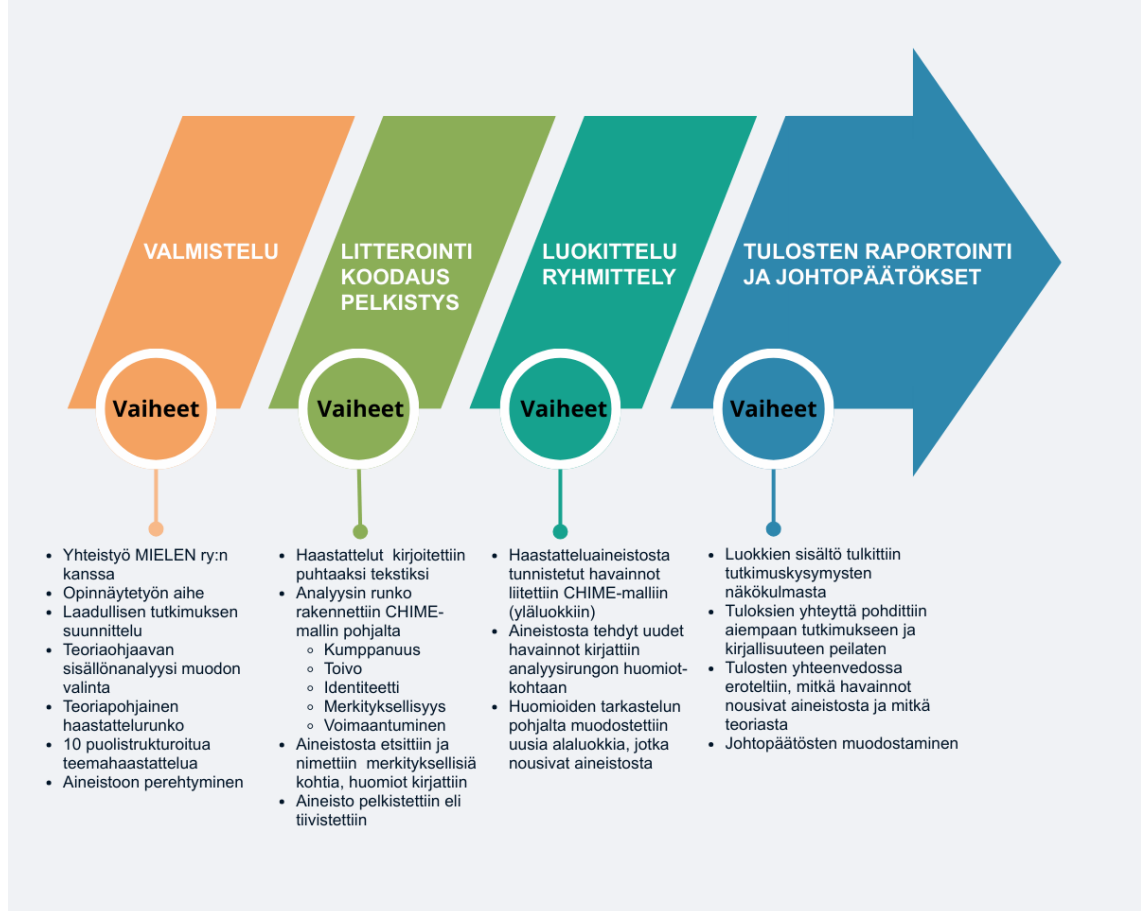 VALMISTELU
LITTEROINTI
KOODAUS
PELKISTYS
LUOKITTELU
RYHMITTELY
TULOSTEN RAPORTOINTI
JA JOHTOPÄÄTÖKSET
Vaiheet
Vaiheet
Vaiheet
Vaiheet
• Yhteistyö MIELEN ry:n
kanssa
• Opinnäytetyön aihe
• Laadullisen tutkimuksen
suunnittelu
• Teoriaohjaavan
sisällönanalyysi muodon
valinta
• Teoriapohjainen
haastattelurunko
• 10 puolistrukturoitua
teemahaastattelua
• Aineistoon perehtyminen
• Haastattelut kirjoitettiin
puhtaaksi tekstiksi
• Analyysin runko
rakennettiin CHIME-
mallin pohjalta
◦ Kumppanuus
◦ Toivo
◦ Identiteetti
◦ Merkityksellisyys
◦ Voimaantuminen
• Aineistosta etsittiin ja
nimettiin merkityksellisiä
kohtia, huomiot kirjattiin
• Aineisto pelkistettiin eli
tiivistettiin
• Haastatteluaineistosta
tunnistetut havainnot
liitettiin CHIME-malliin
(yläluokkiin)
• Aineistosta tehdyt uudet
havainnot kirjattiin
analyysirungon huomiot-
kohtaan
• Huomioiden tarkastelun
pohjalta muodostettiin
uusia alaluokkia, jotka
nousivat aineistosta
• Luokkien sisältö tulkittiin
tutkimuskysymysten
näkökulmasta
• Tuloksien yhteyttä pohdittiin
aiempaan tutkimukseen ja
kirjallisuuteen peilaten
• Tulosten yhteenvedossa
eroteltiin, mitkä havainnot
nousivat aineistosta ja mitkä
teoriasta
• Johtopäätösten muodostaminen